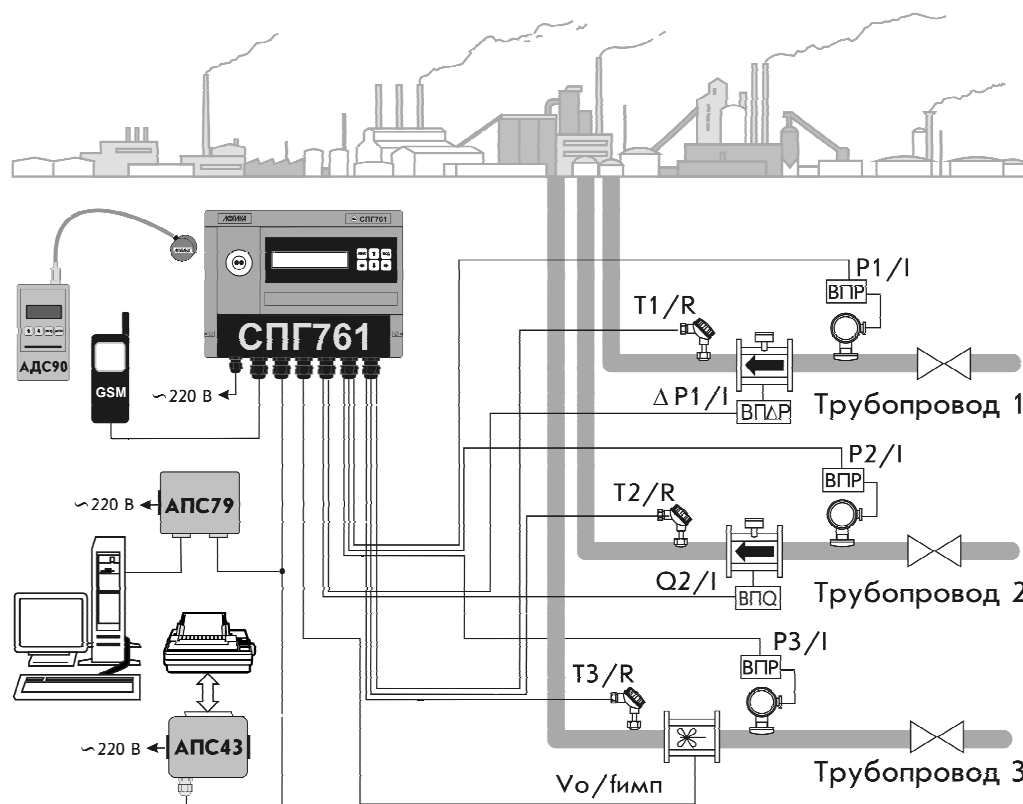 ЛОГИКА
СПГ761
СПГ761
АДС90
GSM
~220 В
P1/I
ВПР
T1/R
ΔP1/I
ВПΔР
Трубопровод 1
P2/I
ВПР
T2/R
Q2/I
ВПQ
Трубопровод 2
~220 В
АПС79
P3/I
ВПР
T3/R
~220 В
АПС43
Vo/fимп
Трубопровод 3